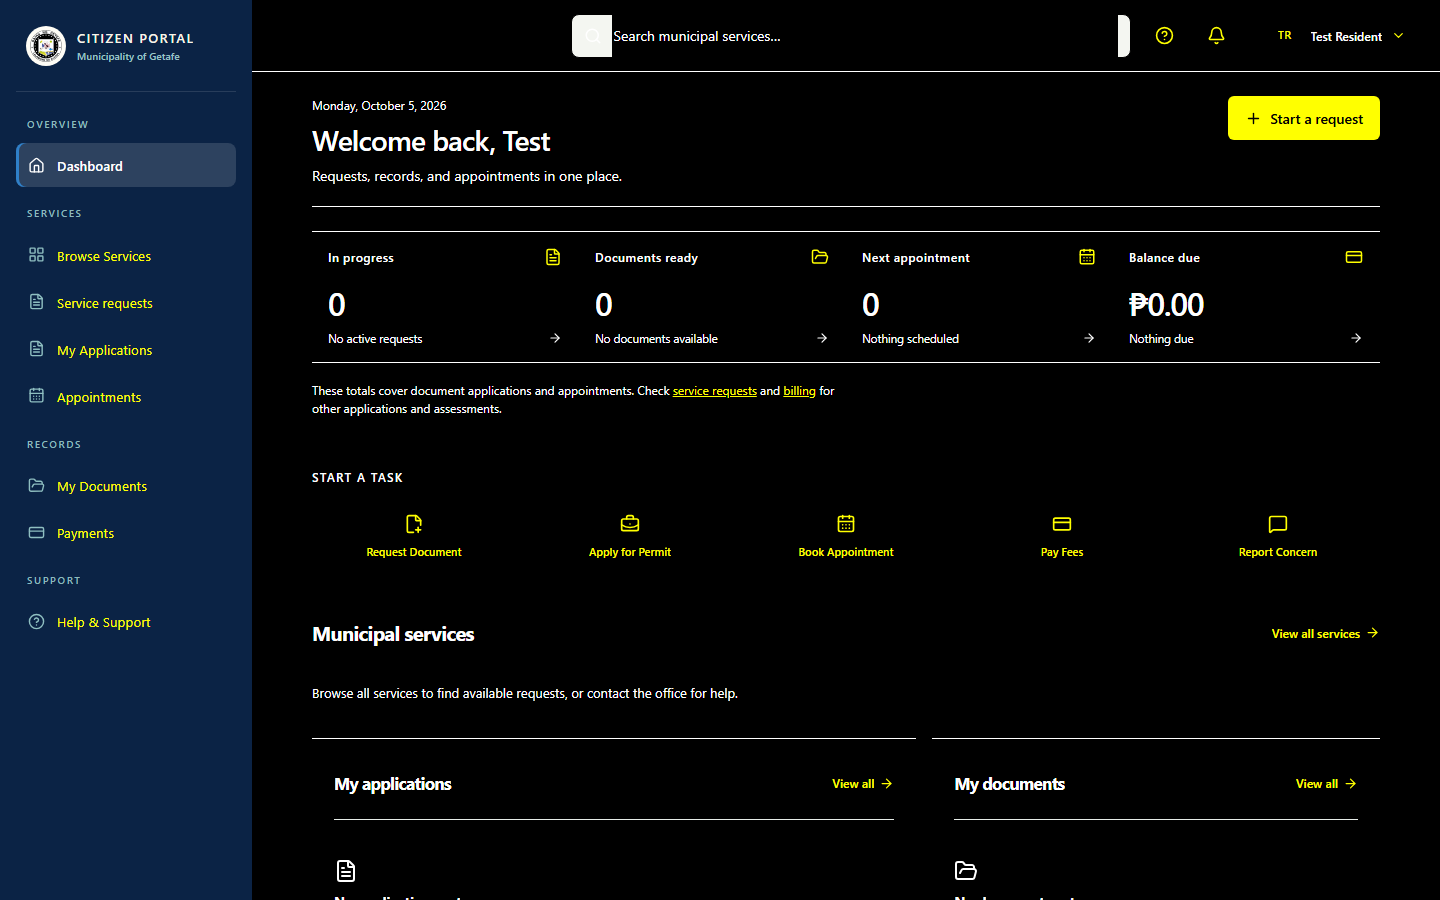 CITIZEN PORTAL
Municipality of Getafe
OVERVIEW
Dashboard
SERVICES
Browse Services
Service requests
My Applications
Appointments
RECORDS
My Documents
Payments
SUPPORT
Help & Support
Search municipal services...
TR
Test Resident
Monday, October 5, 2026
Welcome back, Test
Requests, records, and appointments in one place.
Start a request
In progress
0
No active requests
Documents ready
0
No documents available
Next appointment
0
Nothing scheduled
Balance due
₱0.00
Nothing due
These totals cover document applications and appointments. Check service requests and billing for
other applications and assessments.
START A TASK
Request Document
Apply for Permit
Book Appointment
Pay Fees
Report Concern
Municipal services
View all services
Browse all services to find available requests, or contact the office for help.
My applications
View all
My documents
View all